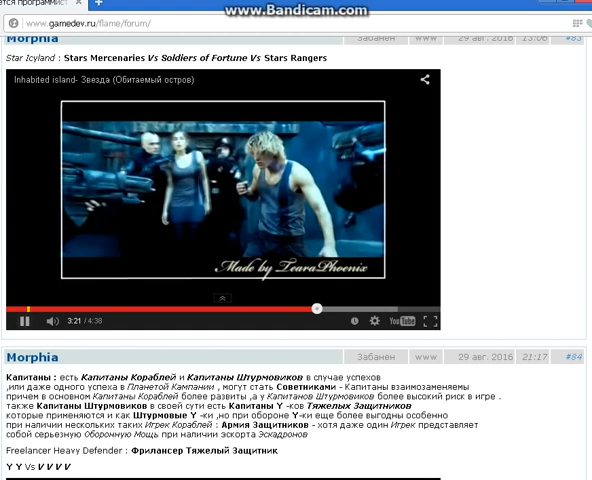 www.Bandicam.com
ется программист
www.gamedev.ru/flame/forum/
Morphia Забанен www 29 авг. 2016 13:06 #83
Star Icyland : Stars Mercenaries Vs Soldiers of Fortune Vs Stars Rangers
Inhabited island- Звезда (Обитаемый остров)
Made by TearaPhoenix
3:21 / 4:38
YouTube
Morphia Забанен www 29 авг. 2016 21:17 #84
Капитаны : есть Капитаны Кораблей и Капитаны Штурмовиков в случае успехов
,или даже одного успеха в Планетой Кампании , могут стать Советниками - Капитаны взаимозаменяемы
причем в основном Капитаны Кораблей более развиты ,а у Капитанов Штурмовиков более высокий риск в игре .
также Капитаны Штурмовиков в своей сути есть Капитаны Y -ков Тяжелых Защитников
которые применяются и как Штурмовые Y -ки ,но при обороне Y-ки еще более выгодны особенно
при наличии нескольких таких Игрек Кораблей : Армия Защитников - хотя даже один Игрек представляет
собой серьезную Оборонную Мощь при наличии эскорта Эскадронов
Freelancer Heavy Defender : Фрилансер Тяжелый Защитник
Y Y Vs V V V V